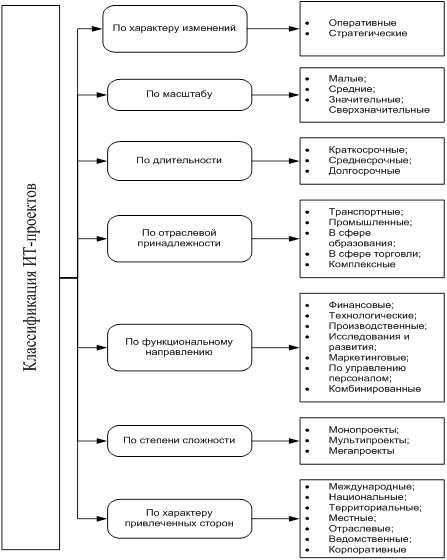 Классификация ИТ-проектов
По характеру изменений
• Оперативные
• Стратегические
По масштабу
• Малые;
• Средние;
• Значительные;
Сверхзначительные
По длительности
• Краткосрочные;
• Среднесрочные;
• Долгосрочные
По отраслевой
принадлежности
• Транспортные;
• Промышленные;
• В сфере
образования;
• В сфере торговли;
• Комплексные
По функциональному
направлению
• Финансовые;
• Технологические;
• Производственные;
• Исследования и
развития;
• Маркетинговые;
• По управлению
персоналом;
• Комбинированные
По степени сложности
• Монопроекты;
• Мультипроекты;
• Мегапроекты
По характеру
привлеченных сторон
• Международные;
• Национальные;
• Территориальные;
• Местные;
• Отраслевые;
• Ведомственные;
• Корпоративные